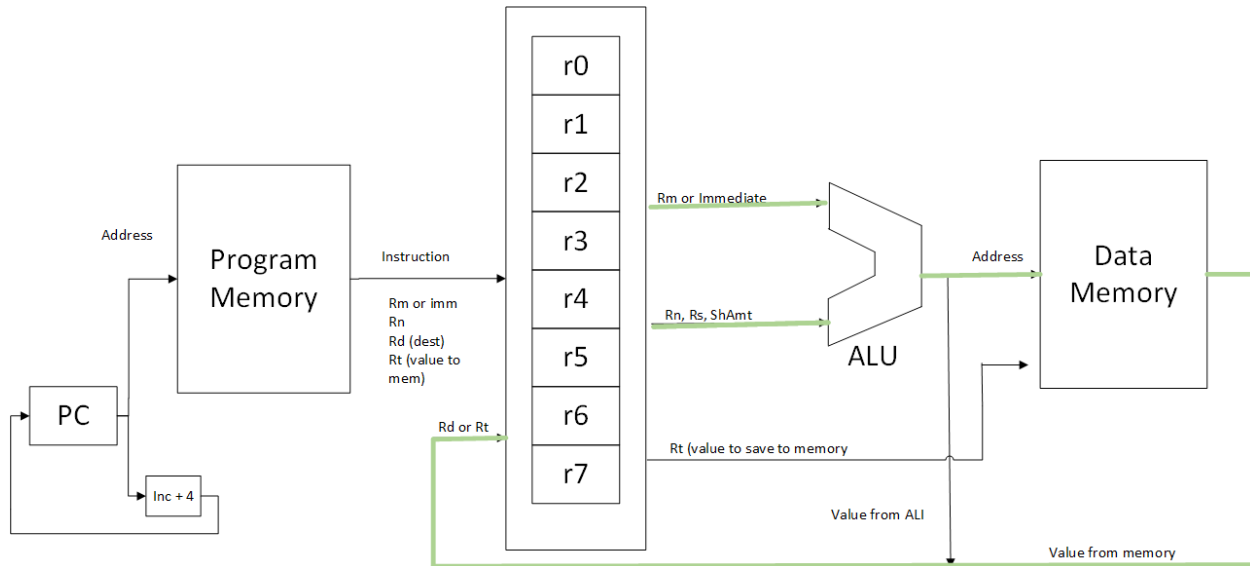 r0
r1
r2
r3
r4
r5
r6
r7
Address
Program
Memory
Instruction
Rm or imm
Rn
Rd (dest)
Rt (value to
mem)
PC
Inc + 4
Rd or Rt
Rm or Immediate
Rn, Rs, ShAmt
ALU
Address
Data
Memory
Rt (value to save to memory
Value from ALI
Value from memory